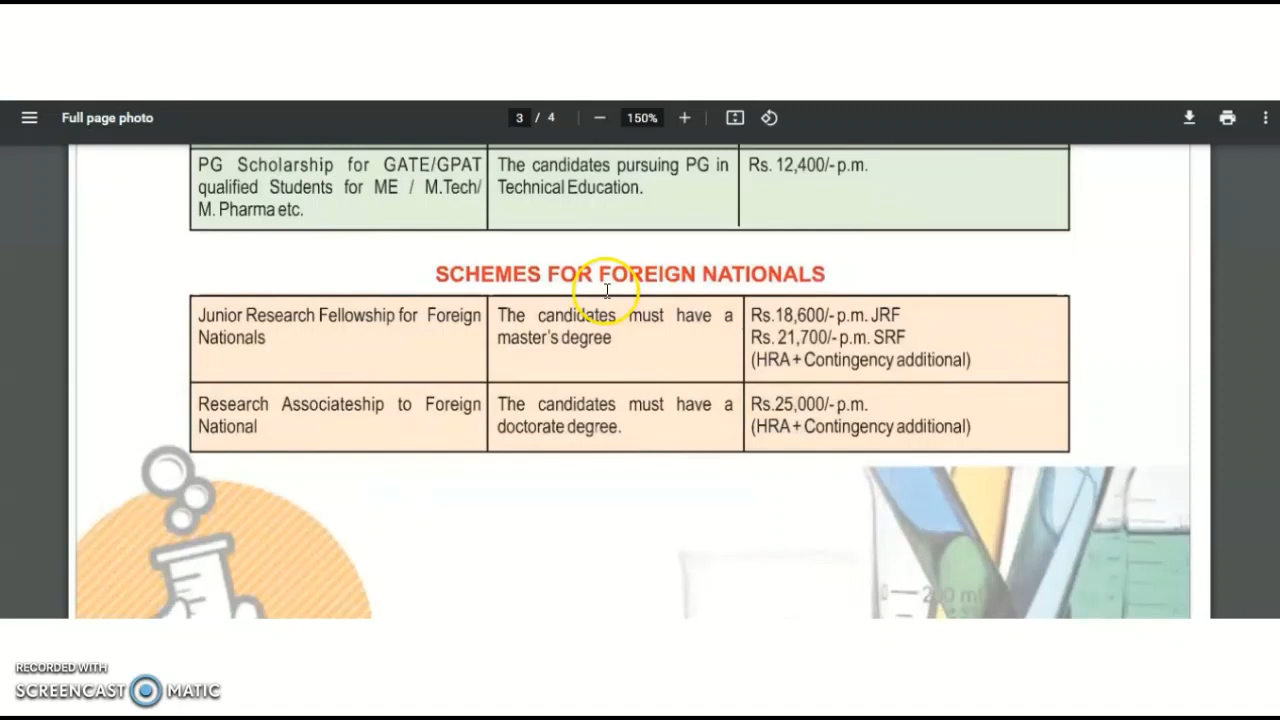 Full page photo
3 / 4
150%
PG Scholarship for GATE/GPAT
qualified Students for ME / M.Tech/
M. Pharma etc.
The candidates pursuing PG in
Technical Education.
Rs. 12,400/- p.m.
SCHEMES FOR FOREIGN NATIONALS
Junior Research Fellowship for Foreign
Nationals
The candidates must have a
master's degree
Rs.18,600/- p.m. JRF
Rs. 21,700/- p.m. SRF
(HRA + Contingency additional)
Research Associateship to Foreign
National
The candidates must have a
doctorate degree.
Rs.25,000/- p.m.
(HRA + Contingency additional)
200 ml
RECORDED WITH
SCREENCAST MATIC